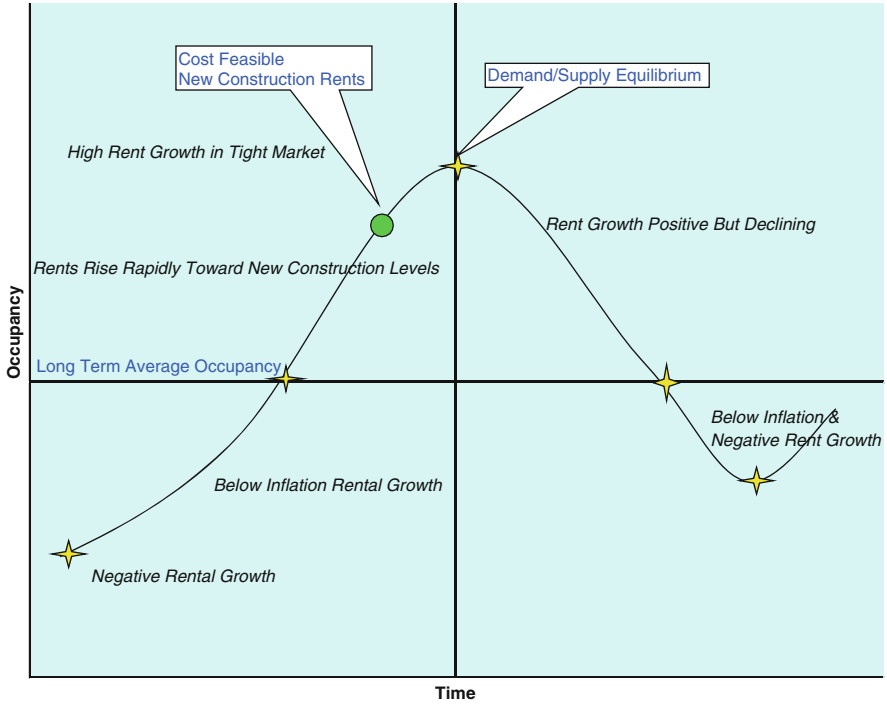 Cost Feasible
New Construction Rents
Demand/Supply Equilibrium
High Rent Growth in Tight Market
Rent Growth Positive But Declining
Rents Rise Rapidly Toward New Construction Levels
Occupancy
Long Term Average Occupancy
Below Inflation &
Negative Rent Growth
Below Inflation Rental Growth
Negative Rental Growth
Time